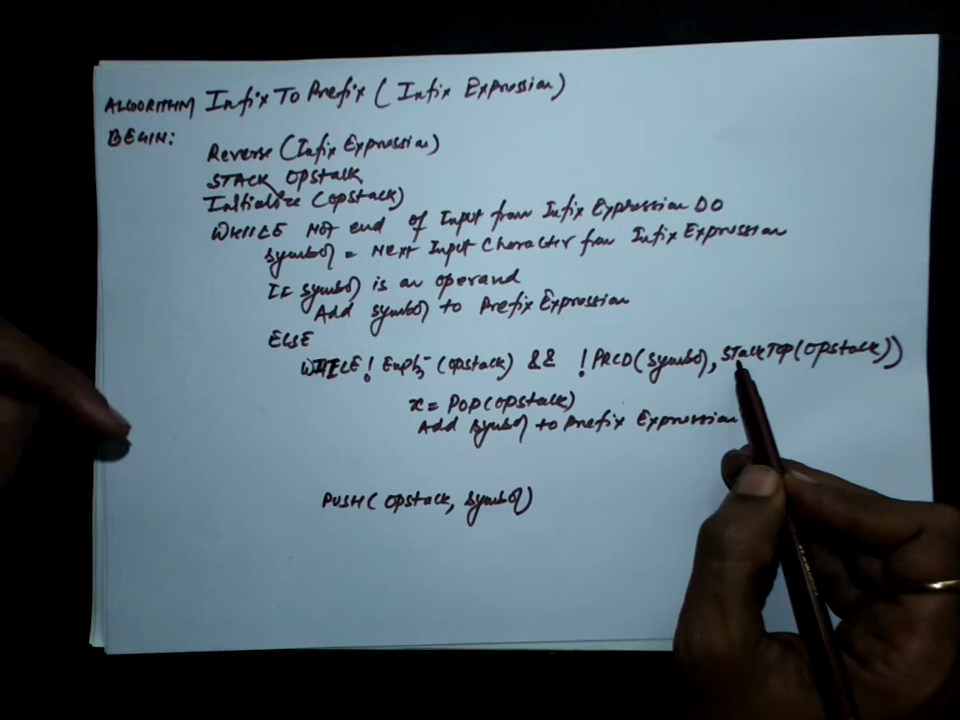 ALGORITHM Infix To Prefix ( Infix Expression)
BEGIN:
Reverse (Infix Expression)
STACK OpStack
Initialize (opStack)
WHILE Not end of Input from Infix Expression DO
Symbol = Next Input Character from Infix Expression
IF symbol is an operand
Add symbol to Prefix Expression
ELSE
WHILE ! Empty (opstack) && ! PRCD (symbol, StackTop(Opstack))
x = POP (opstack)
Add symbol to Prefix Expression
PUSH ( opstack, symbol)